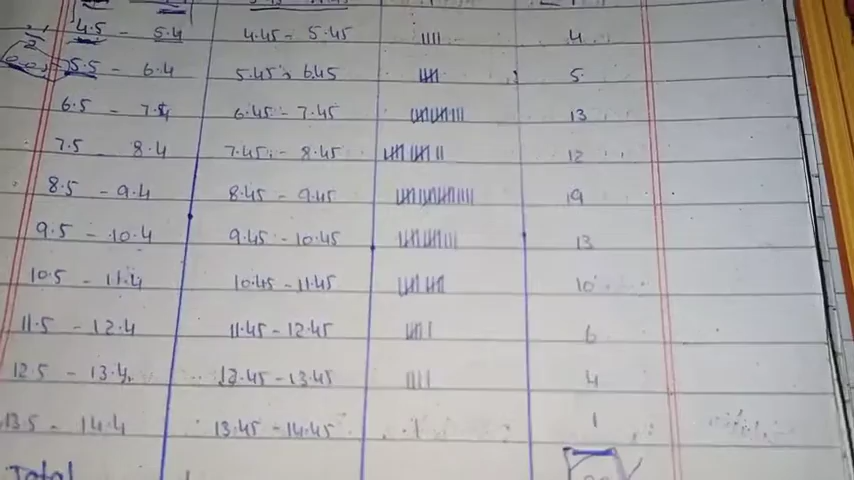 4.5 - 5.4 4.45 - 5.45 |||| 4
5.5 - 6.4 5.45 - 6.45 5
6.5 - 7.4 6.45 - 7.45 13
7.5 - 8.4 7.45 - 8.45 12
8.5 - 9.4 8.45 - 9.45 19
9.5 - 10.4 9.45 - 10.45 13
10.5 - 11.4 10.45 - 11.45 10
11.5 - 12.4 11.45 - 12.45 6
12.5 - 13.4 12.45 - 13.45 |||| 4
13.5 - 14.4 13.45 - 14.45 | 1
Total